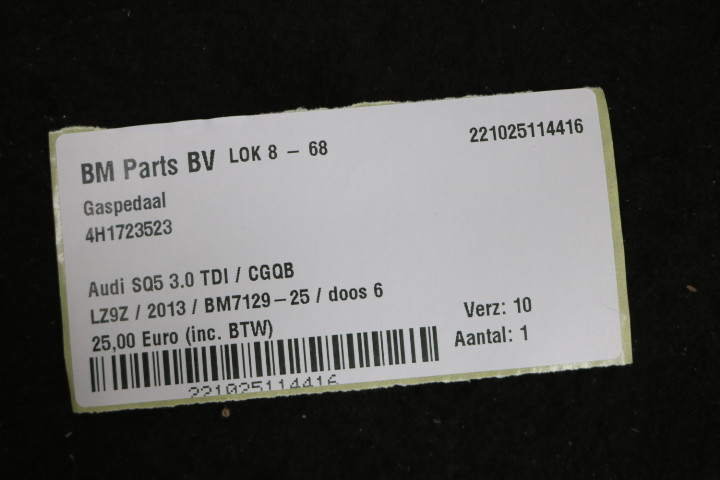 BM Parts BV LOK 8 - 68
221025114416
Gaspedaal
4H1723523
Audi SQ5 3.0 TDI / CGQB
LZ9Z / 2013 / BM7129-25 / doos 6
25,00 Euro (inc. BTW)
Verz: 10
Aantal: 1
221025114416